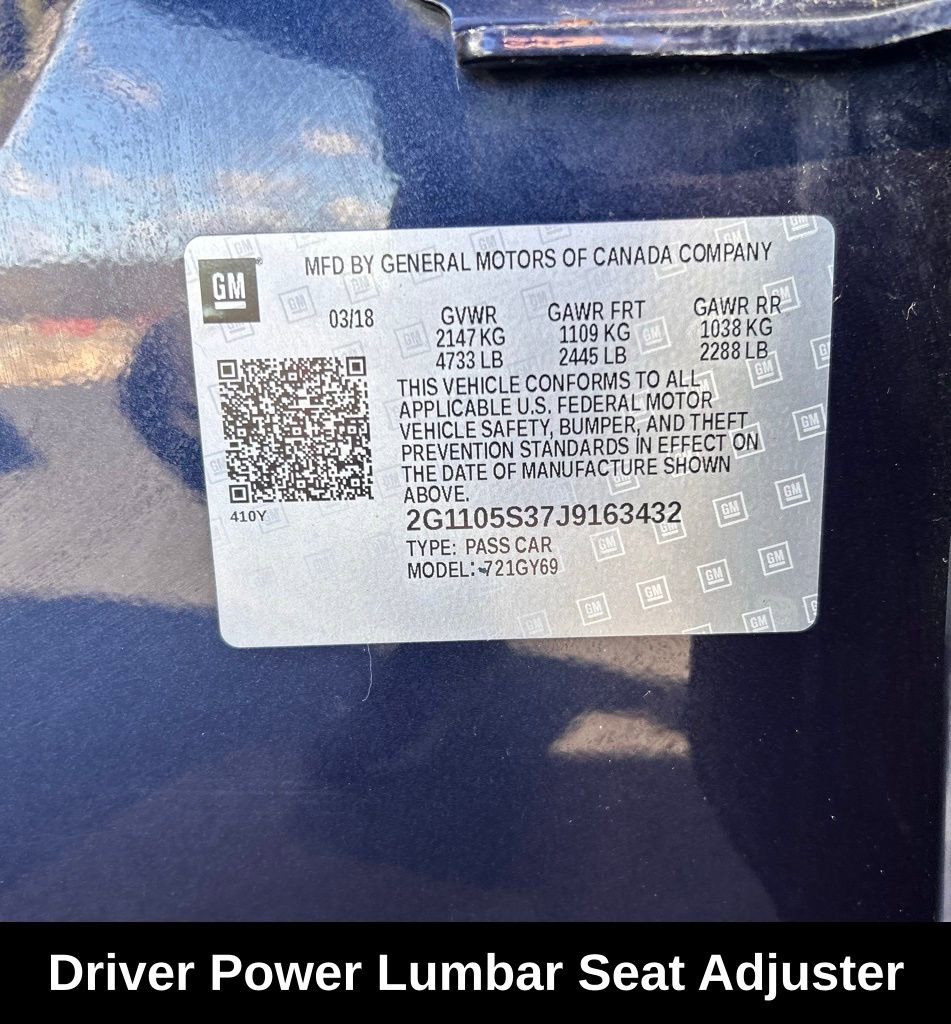 GM
MFD BY GENERAL MOTORS OF CANADA COMPANY
03/18
GVWR GAWR FRT GAWR RR
2147 KG 1109 KG 1038 KG
4733 LB 2445 LB 2288 LB
THIS VEHICLE CONFORMS TO ALL
APPLICABLE U.S. FEDERAL MOTOR
VEHICLE SAFETY, BUMPER, AND THEFT
PREVENTION STANDARDS IN EFFECT ON
THE DATE OF MANUFACTURE SHOWN
ABOVE.
410Y
2G1105S37J9163432
TYPE: PASS CAR
MODEL: 721GY69
Driver Power Lumbar Seat Adjuster